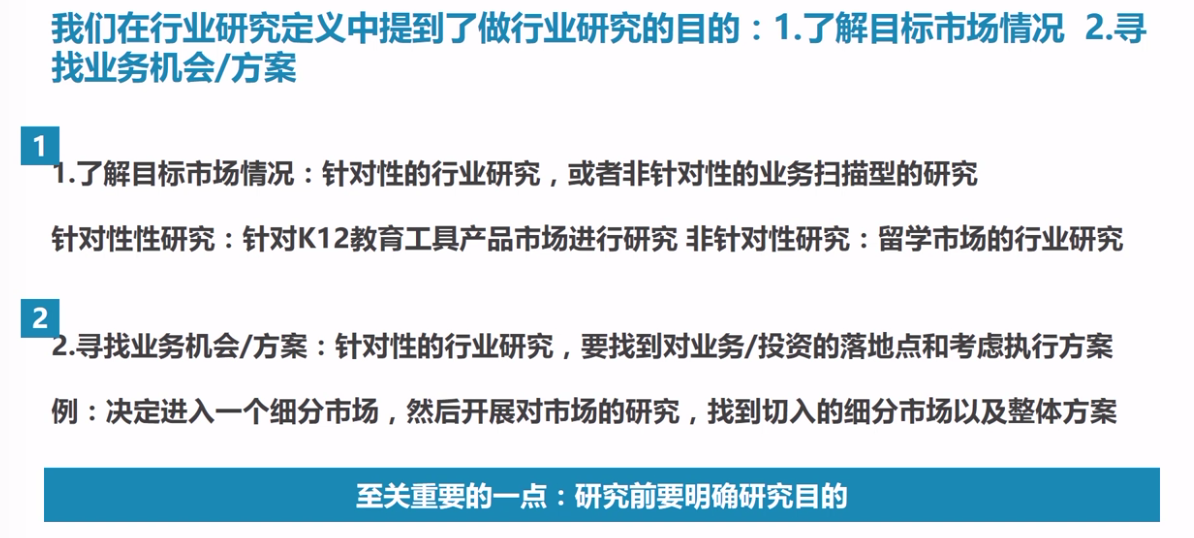 我们在行业研究定义中提到了做行业研究的目的：1.了解目标市场情况 2.寻
找业务机会/方案
1
1.了解目标市场情况：针对性的行业研究，或者非针对性的业务扫描型的研究
针对性性研究：针对K12教育工具产品市场进行研究 非针对性研究：留学市场的行业研究
2
2.寻找业务机会/方案：针对性的行业研究，要找到对业务/投资的落地点和考虑执行方案
例：决定进入一个细分市场，然后开展对市场的研究，找到切入的细分市场以及整体方案
至关重要的一点：研究前要明确研究目的